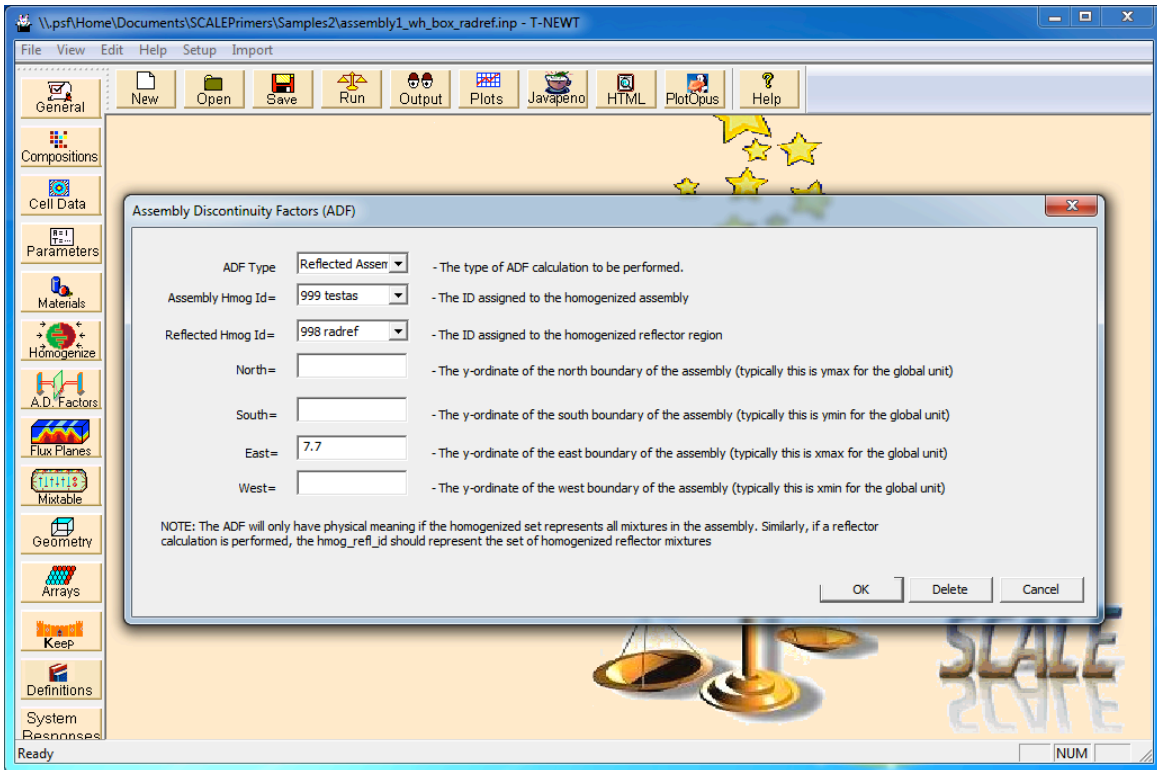 \\.psf\Home\Documents\SCALEPrimers\Samples2\assembly1_wh_box_radref.inp - T-NEWT
File View Edit Help Setup Import
New Open Save Run Output Plots Javapeno HTML PlotOpus Help
General
Compositions
Cell Data
Parameters
Materials
Homogenize
A.D. Factors
Flux Planes
Mixtable
Geometry
Arrays
Keep
Definitions
System
Responses
Assembly Discontinuity Factors (ADF)
ADF Type Reflected Assem - The type of ADF calculation to be performed.
Assembly Hmog Id= 999 testas - The ID assigned to the homogenized assembly
Reflected Hmog Id= 998 radref - The ID assigned to the homogenized reflector region
North= - The y-ordinate of the north boundary of the assembly (typically this is ymax for the global unit)
South= - The y-ordinate of the south boundary of the assembly (typically this is ymin for the global unit)
East= 7.7 - The y-ordinate of the east boundary of the assembly (typically this is xmax for the global unit)
West= - The y-ordinate of the west boundary of the assembly (typically this is xmin for the global unit)
NOTE: The ADF will only have physical meaning if the homogenized set represents all mixtures in the assembly. Similarly, if a reflector
calculation is performed, the hmog_refl_id should represent the set of homogenized reflector mixtures
OK Delete Cancel
SCALE
Ready NUM